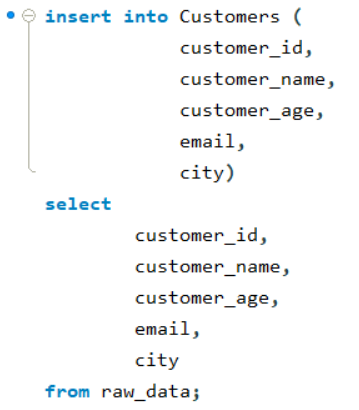 insert into Customers (
customer_id,
customer_name,
customer_age,
email,
city)
select
customer_id,
customer_name,
customer_age,
email,
city
from raw_data;